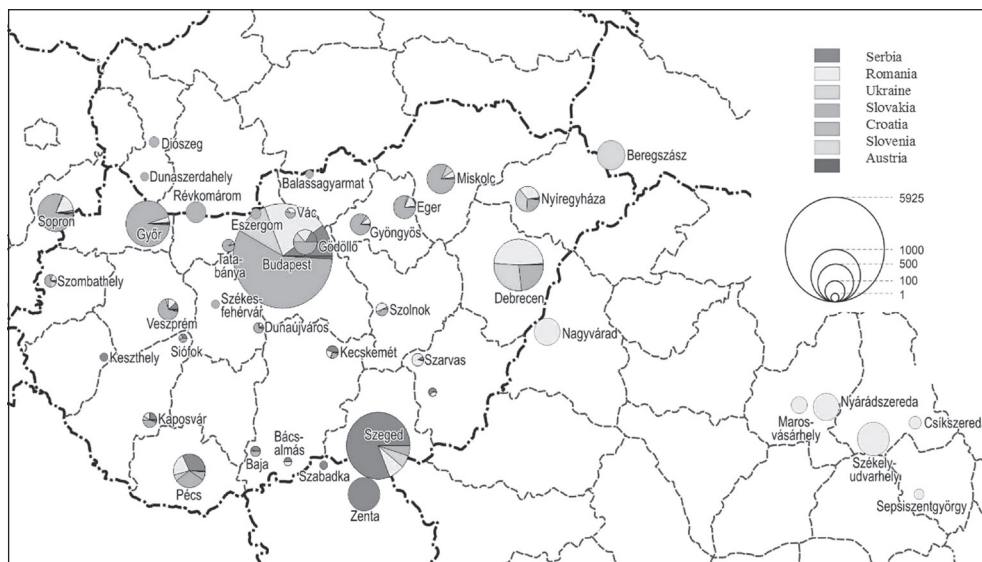 Serbia
Romania
Ukraine
Slovakia
Croatia
Slovenia
Austria
5925
1000
500
100
1
Diószeg
Dunaszerdahely
Révkomárom
Balassagyarmat
Miskolc
Beregszász
Nyíregyháza
Sopron
Győr
Esztergom
Vác
Eger
Gyöngyös
Gödöllő
Budapest
Tata-
bánya
Debrecen
Szombathely
Székes-
fehérvár
Veszprém
Siófok
Dunaújváros
Szolnok
Nagyvárad
Keszthely
Kecskemét
Szarvas
Kaposvár
Baja
Bács-
almás
Szeged
Szabadka
Pécs
Zenta
Maros-
vásárhely
Nyárádszereda
Csíkszered
Székely-
udvarhely
Sepsiszentgyörgy